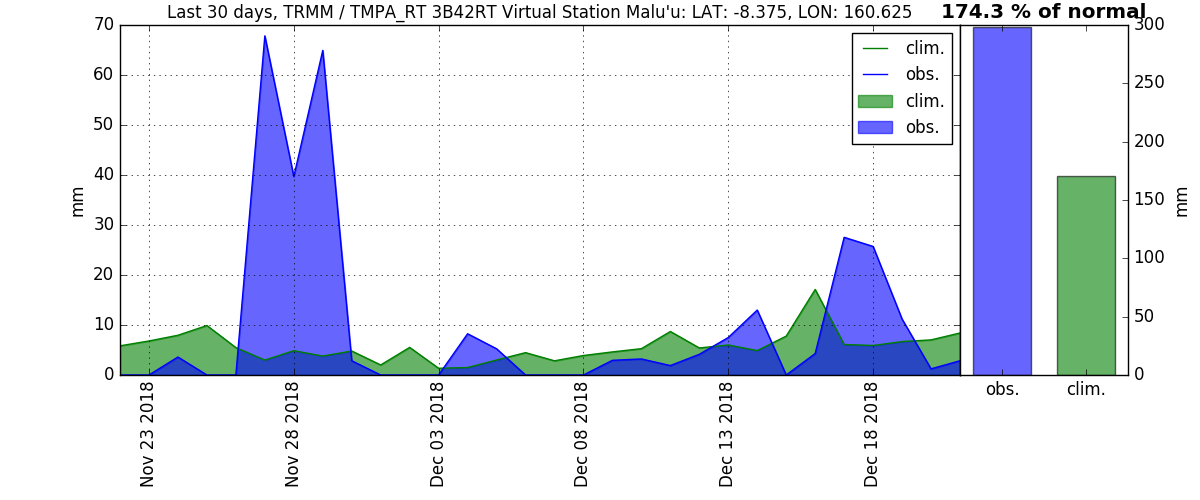 Last 30 days, TRMM / TMPA_RT 3B42RT Virtual Station Malu'u: LAT: -8.375, LON: 160.625
174.3 % of normal
clim.
obs.
clim.
obs.
mm
70
60
50
40
30
20
10
0
Nov 23 2018
Nov 28 2018
Dec 03 2018
Dec 08 2018
Dec 13 2018
Dec 18 2018
300
250
200
150
100
50
0
mm
obs.
clim.